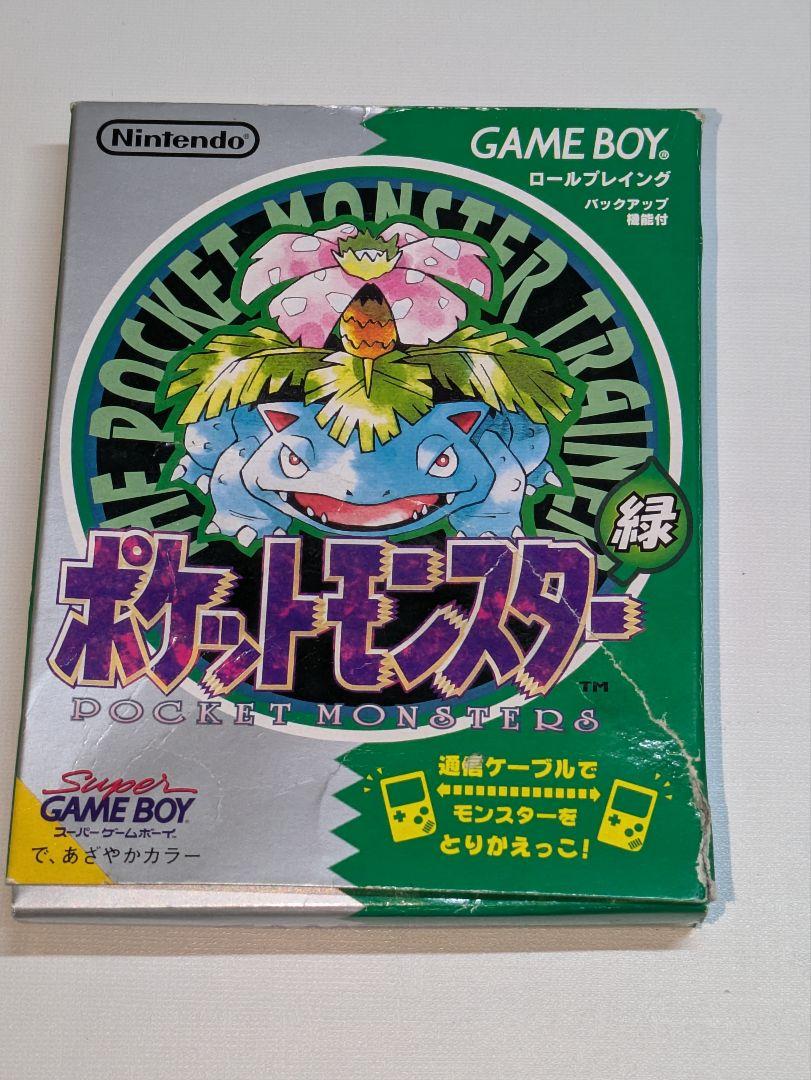 Nintendo®
GAME BOY®
ロールプレイング
バックアップ
機能付
THE POCKET MONSTER TRAINER
緑
ポケットモンスター
TM
POCKET MONSTERS
Super
GAME BOY
スーパーゲームボーイ
で、あざやかカラー
通信ケーブルで
モンスターを
とりかえっこ!